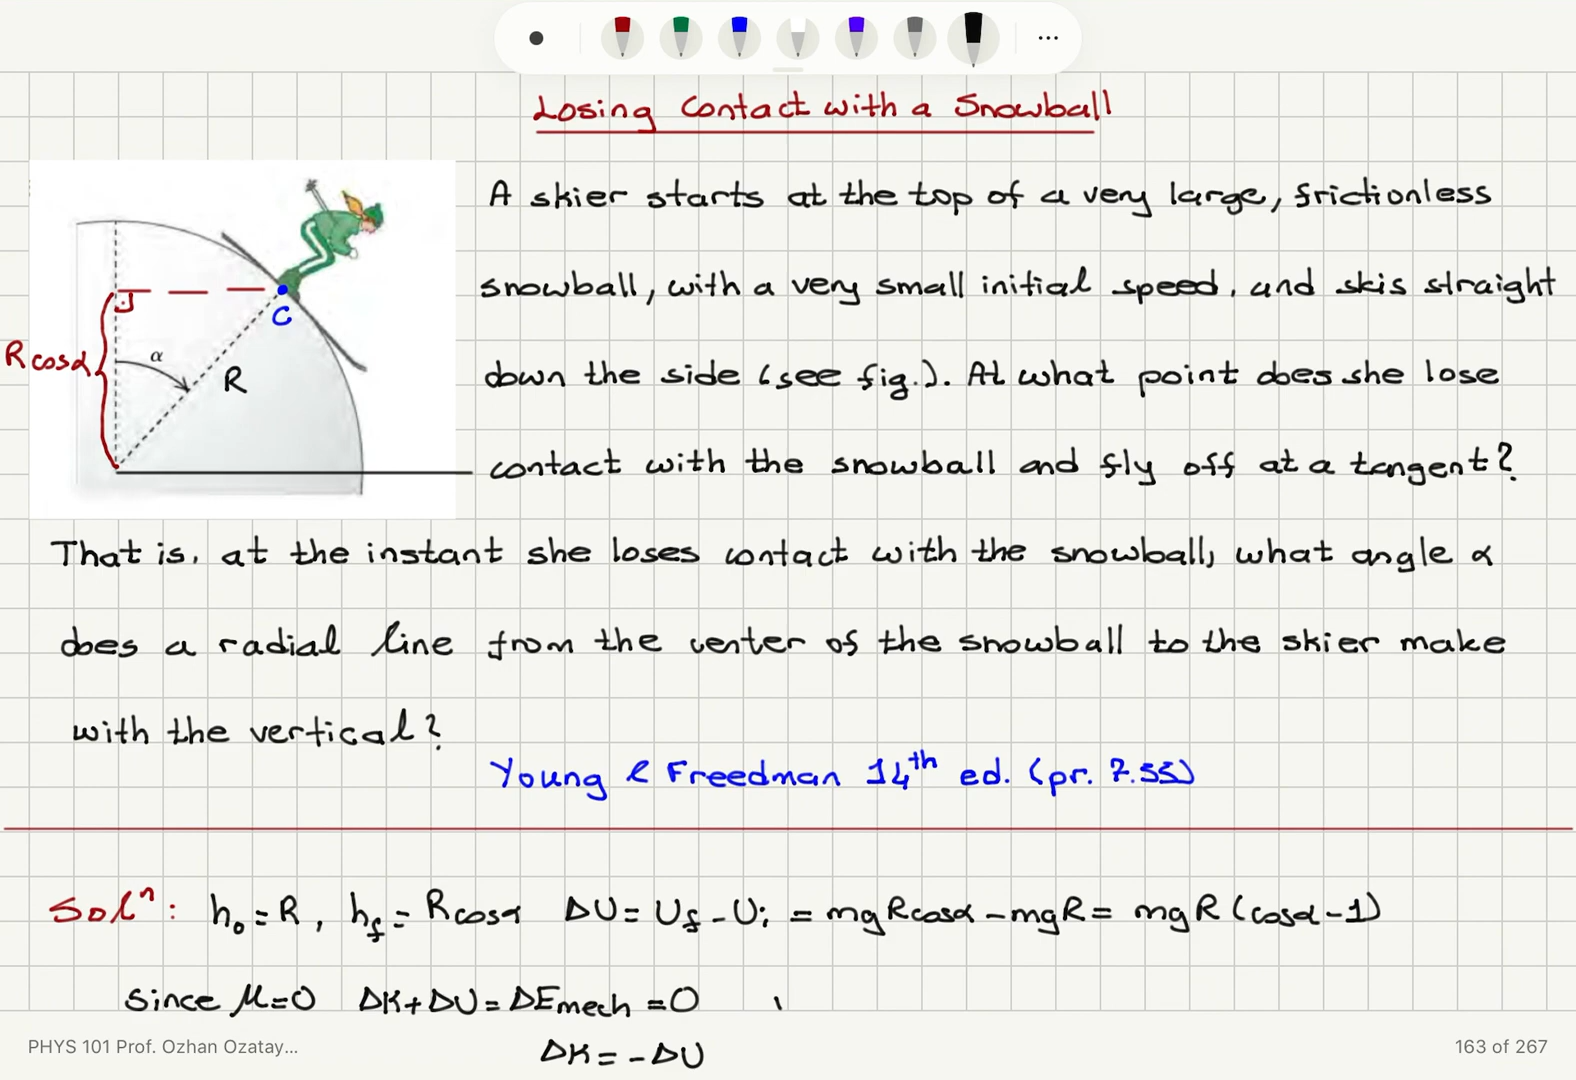 Losing Contact with a Snowball
A skier starts at the top of a very large, frictionless
snowball, with a very small initial speed, and skis straight
down the side (see fig.). At what point does she lose
contact with the snowball and fly off at a tangent?
R cosα
α
R
C
That is, at the instant she loses contact with the snowball, what angle α
does a radial line from the center of the snowball to the skier make
with the vertical?
Young & Freedman 14th ed. (pr. 7.55)
Solⁿ: h₀ = R, h_f = R cosα ΔU = U_f - U_i = mgR cosα - mgR = mgR (cosα - 1)
since μ=0 ΔK + ΔU = ΔEmech = 0
ΔK = - ΔU
PHYS 101 Prof. Ozhan Ozatay...
163 of 267